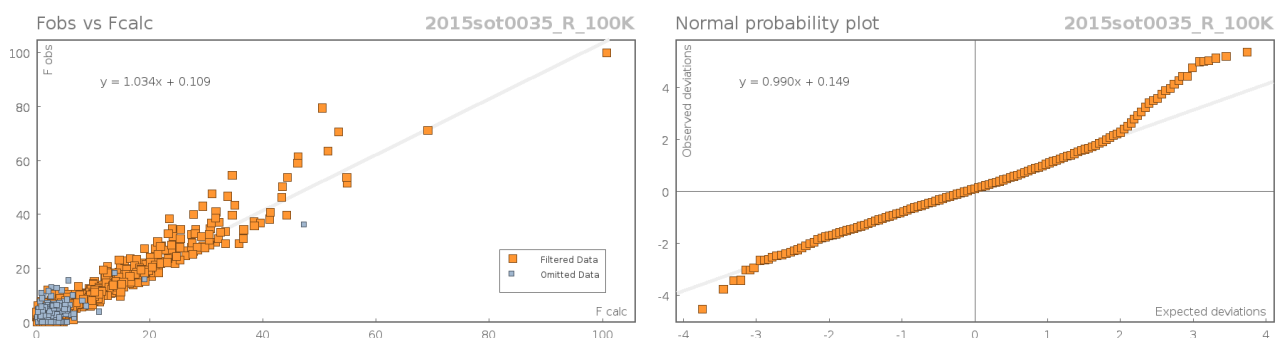 Fobs vs Fcalc
2015sot0035_R_100K
F obs
y = 1.034x + 0.109
100
80
60
40
20
0
Filtered Data
Omitted Data
F calc
0
20
40
60
80
100
Normal probability plot
2015sot0035_R_100K
Observed deviations
y = 0.990x + 0.149
4
2
0
-2
-4
Expected deviations
-4
-3
-2
-1
0
1
2
3
4